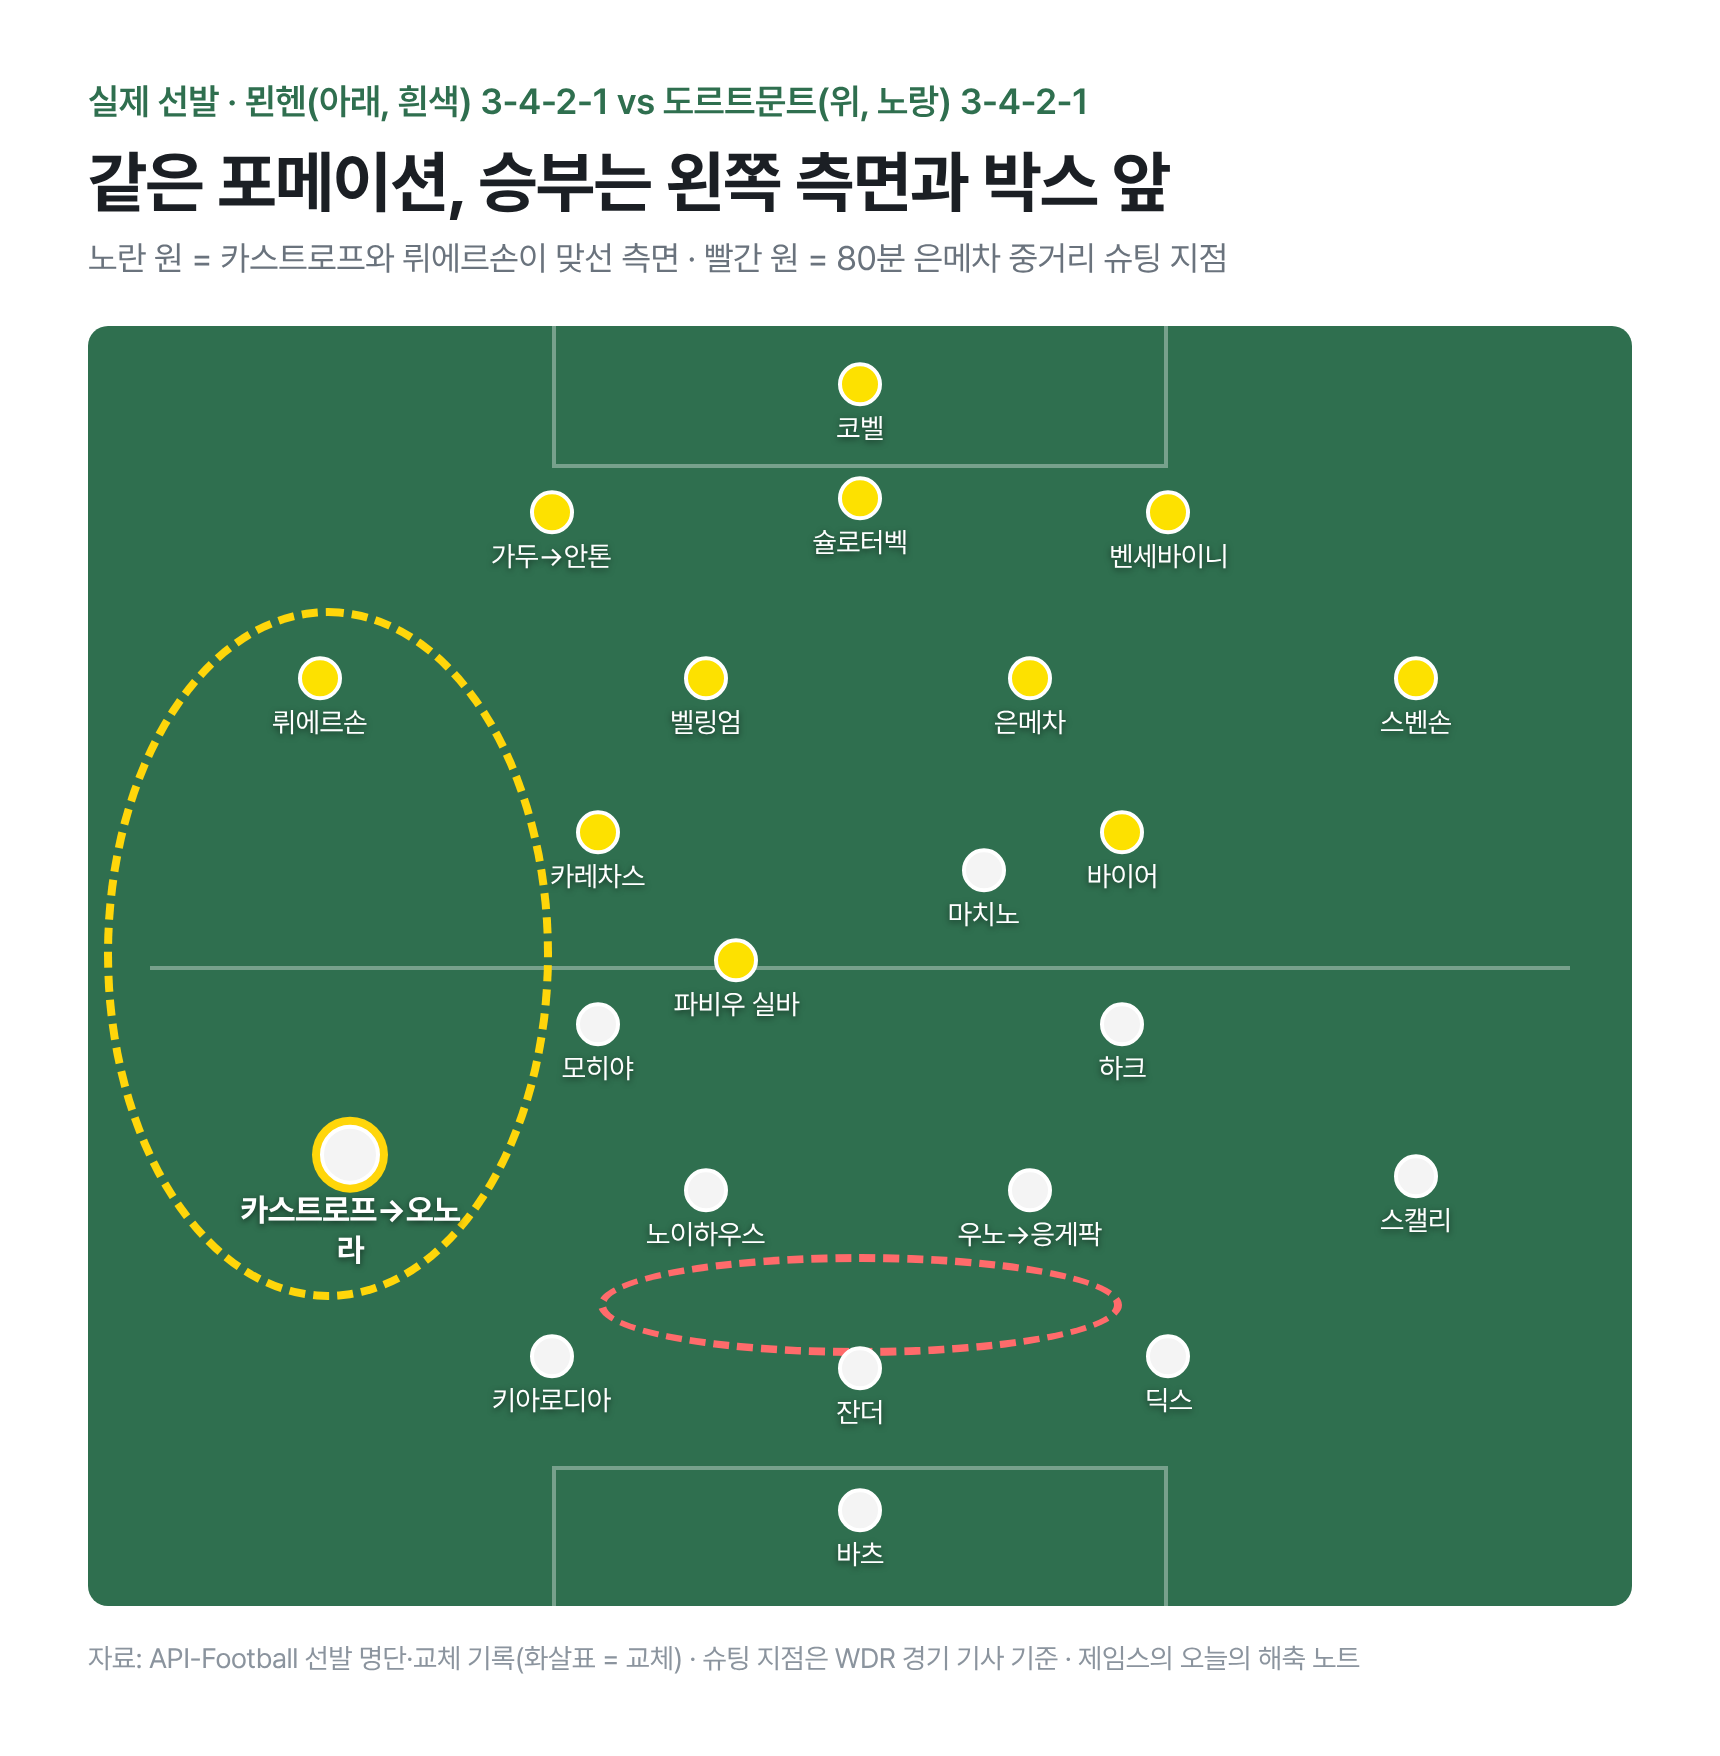 실제 선발 · 묀헨(아래, 흰색) 3-4-2-1 vs 도르트문트(위, 노랑) 3-4-2-1
같은 포메이션, 승부는 왼쪽 측면과 박스 앞
노란 원 = 카스트로프와 뤼에르손이 맞선 측면 · 빨간 원 = 80분 은메차 중거리 슈팅 지점
코벨
가두→안톤
슐로터벡
벤세바이니
뤼에르손
벨링엄
은메차
스벤손
카레차스
바이어
마치노
파비우 실바
모히야
하크
카스트로프→오노
라
노이하우스
우노→응게팍
스캘리
키아로디아
잔더
딕스
바츠
자료: API-Football 선발 명단·교체 기록(화살표 = 교체) · 슈팅 지점은 WDR 경기 기사 기준 · 제임스의 오늘의 해축 노트